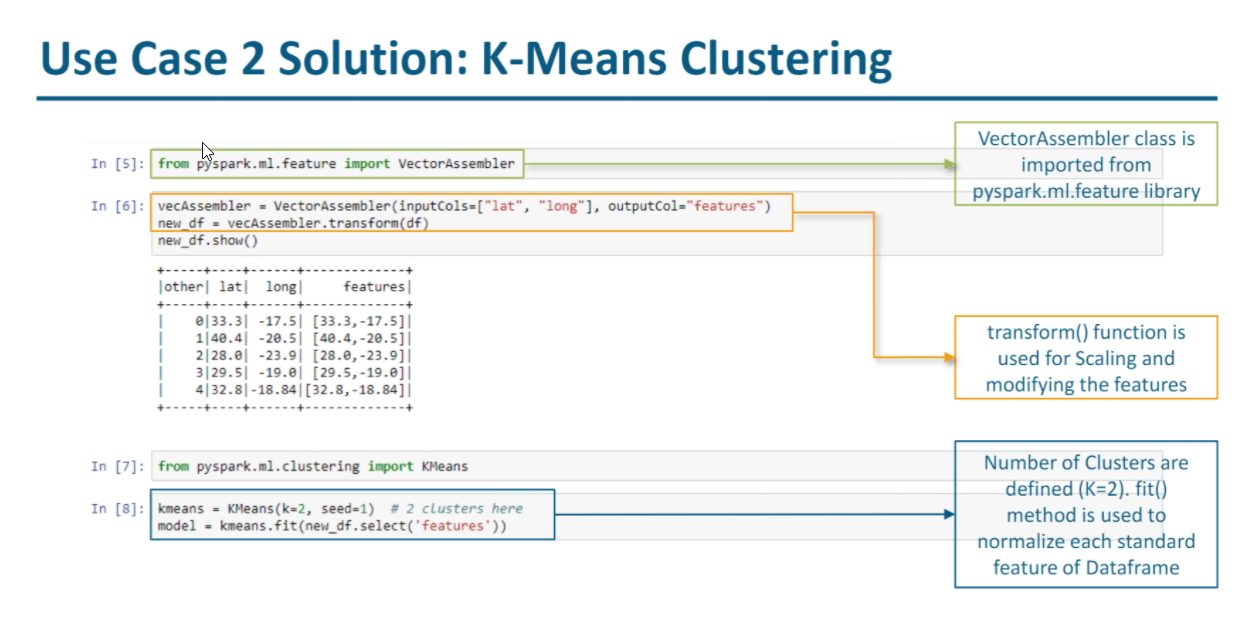 Use Case 2 Solution: K-Means Clustering
In [5]: from pyspark.ml.feature import VectorAssembler
VectorAssembler class is
imported from
pyspark.ml.feature library
In [6]: vecAssembler = VectorAssembler(inputCols=["lat", "long"], outputCol="features")
new_df = vecAssembler.transform(df)
new_df.show()
+-----+----+------+-------------+
|other| lat|  long|     features|
+-----+----+------+-------------+
|    0|33.3| -17.5| [33.3,-17.5]|
|    1|40.4| -20.5| [40.4,-20.5]|
|    2|28.0| -23.9| [28.0,-23.9]|
|    3|29.5| -19.0| [29.5,-19.0]|
|    4|32.8|-18.84|[32.8,-18.84]|
+-----+----+------+-------------+
transform() function is
used for Scaling and
modifying the features
In [7]: from pyspark.ml.clustering import KMeans
In [8]: kmeans = KMeans(k=2, seed=1)  # 2 clusters here
model = kmeans.fit(new_df.select('features'))
Number of Clusters are
defined (K=2). fit()
method is used to
normalize each standard
feature of Dataframe